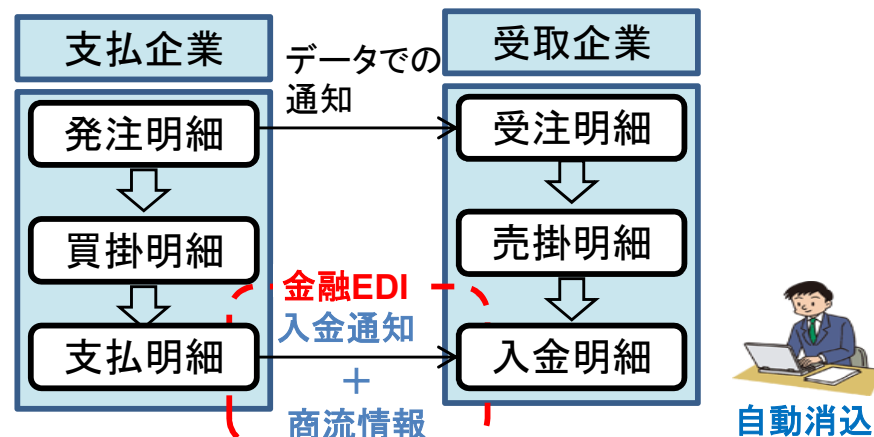 支払企業
データでの
通知
受取企業
発注明細
受注明細
買掛明細
売掛明細
金融EDI
入金通知
支払明細
入金明細
＋
商流情報
自動消込